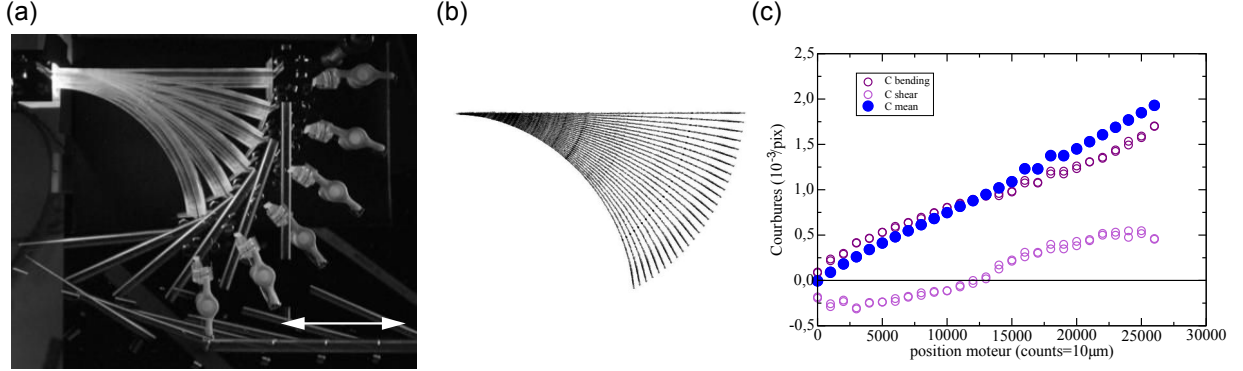 (a)
(b)
(c)
2,5
2,0
1,5
1,0
0,5
0,0
-0,5
Courbures (10⁻³/pix)
C bending
C shear
C mean
0 5000 10000 15000 20000 25000 30000
position moteur (counts=10μm)